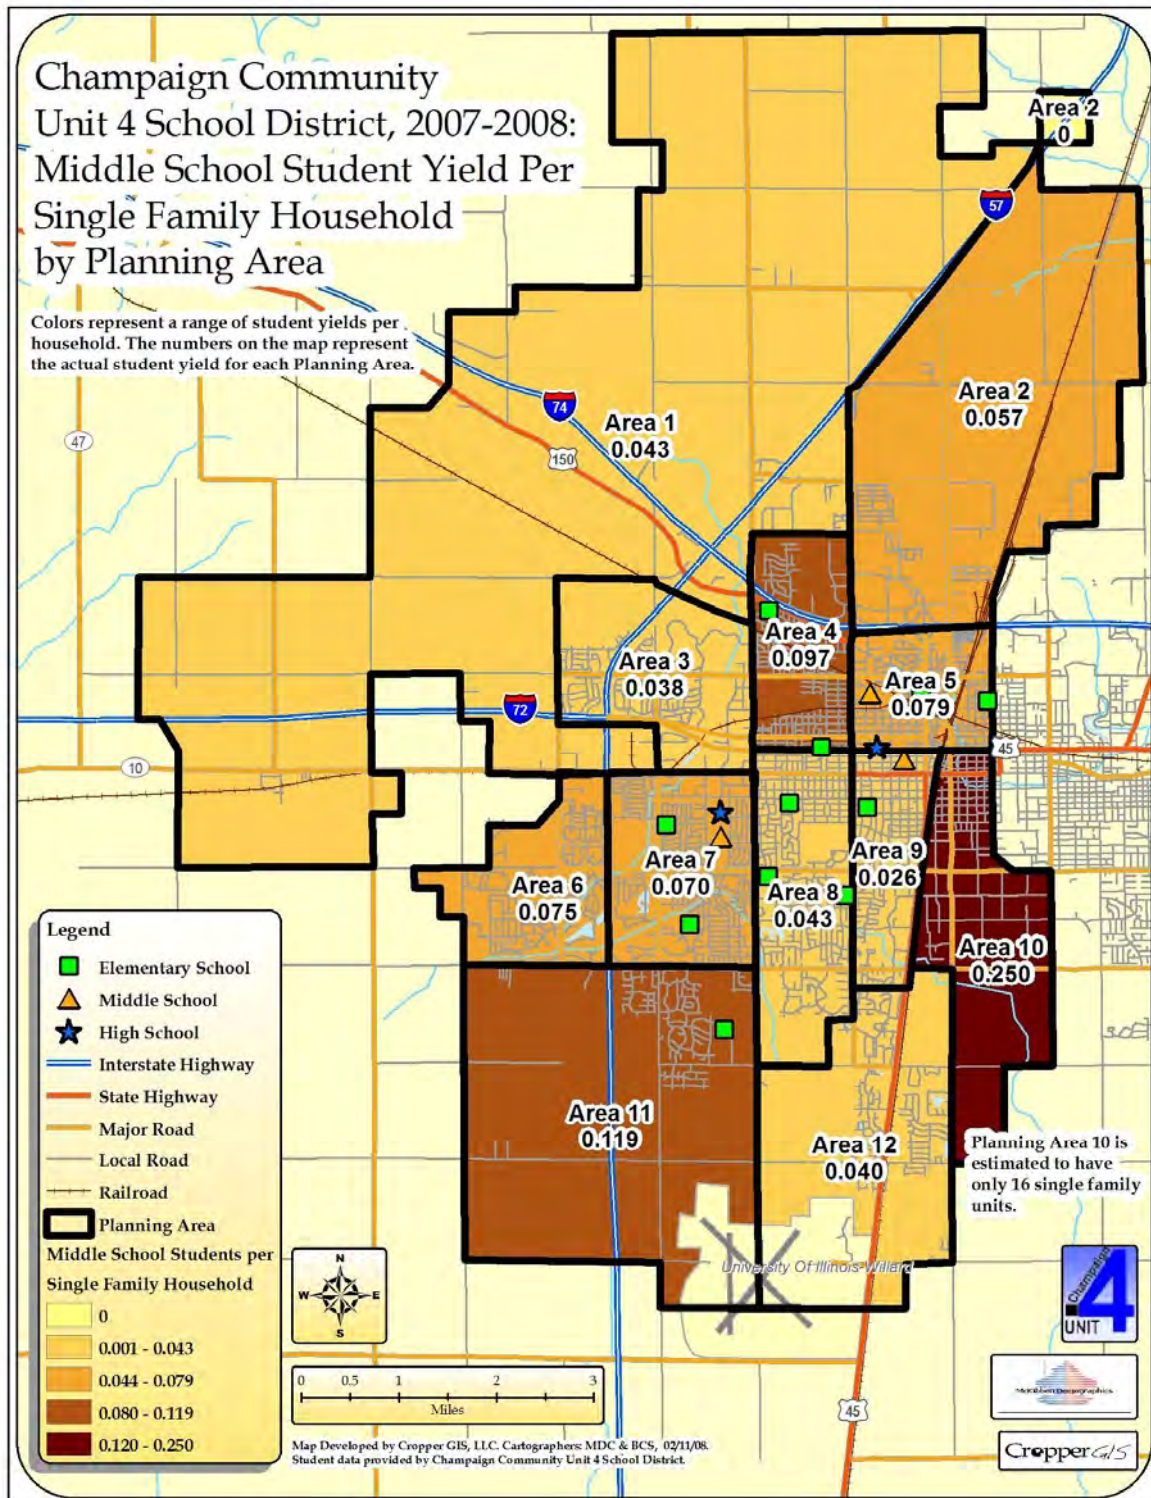 Champaign Community
Unit 4 School District, 2007-2008:
Middle School Student Yield Per
Single Family Household
by Planning Area
Colors represent a range of student yields per
household. The numbers on the map represent
the actual student yield for each Planning Area.
Area 2
0
57
Area 2
0.057
74
Area 1
0.043
150
47
Area 4
0.097
Area 3
0.038
Area 5
0.079
72
45
10
Area 9
0.026
Area 7
0.070
Area 6
0.075
Area 8
0.043
Area 10
0.250
Area 11
0.119
Area 12
0.040
Planning Area 10 is
estimated to have
only 16 single family
units.
University Of Illinois-Willard
45
Legend
Elementary School
Middle School
High School
Interstate Highway
State Highway
Major Road
Local Road
Railroad
Planning Area
Middle School Students per
Single Family Household
0
0.001 - 0.043
0.044 - 0.079
0.080 - 0.119
0.120 - 0.250
N
W E
S
0 0.5 1 2 3
Miles
Map Developed by Cropper GIS, LLC. Cartographers: MDC & BCS, 02/11/08.
Student data provided by Champaign Community Unit 4 School District.
Champaign
4
UNIT
McKibben Demographics
Cropper GIS